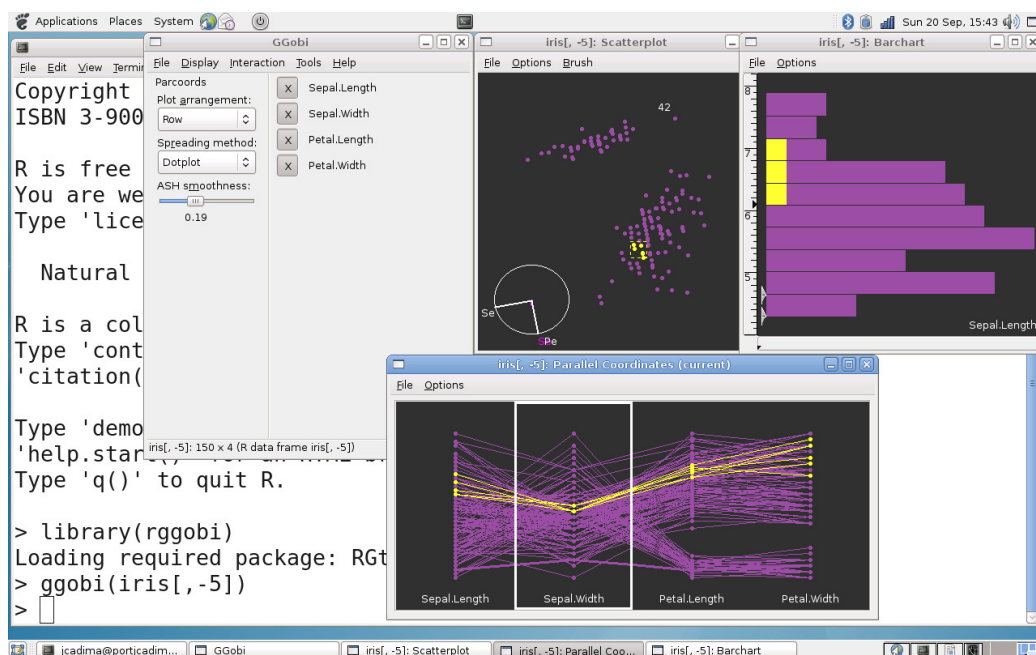 Applications Places System
Sun 20 Sep, 15:43
File Edit View
Copyright
ISBN 3-900
R is free
You are we
Type 'lice
Natural
R is a col
Type 'cont
'citation(
Type 'demo
Type 'q()' to quit R.
> library(rggobi)
Loading required package: RGt
> ggobi(iris[,-5])
>
GGobi
File Display Interaction Tools Help
Parcoords
Plot arrangement:
Row
Spreading method:
Dotplot
ASH smoothness:
0.19
X Sepal.Length
X Sepal.Width
X Petal.Length
X Petal.Width
iris[, -5]: 150 x 4 (R data frame iris[, -5])
iris[, -5]: Scatterplot
File Options Brush
42
Se
Pe
iris[, -5]: Barchart
File Options
8
7
6
5
Sepal.Length
iris[, -5]: Parallel Coordinates (current)
File Options
Sepal.Length Sepal.Width Petal.Length Petal.Width
jcadima@portjcadim... GGobi iris[, -5]: Scatterplot iris[, -5]: Parallel Coo... iris[, -5]: Barchart